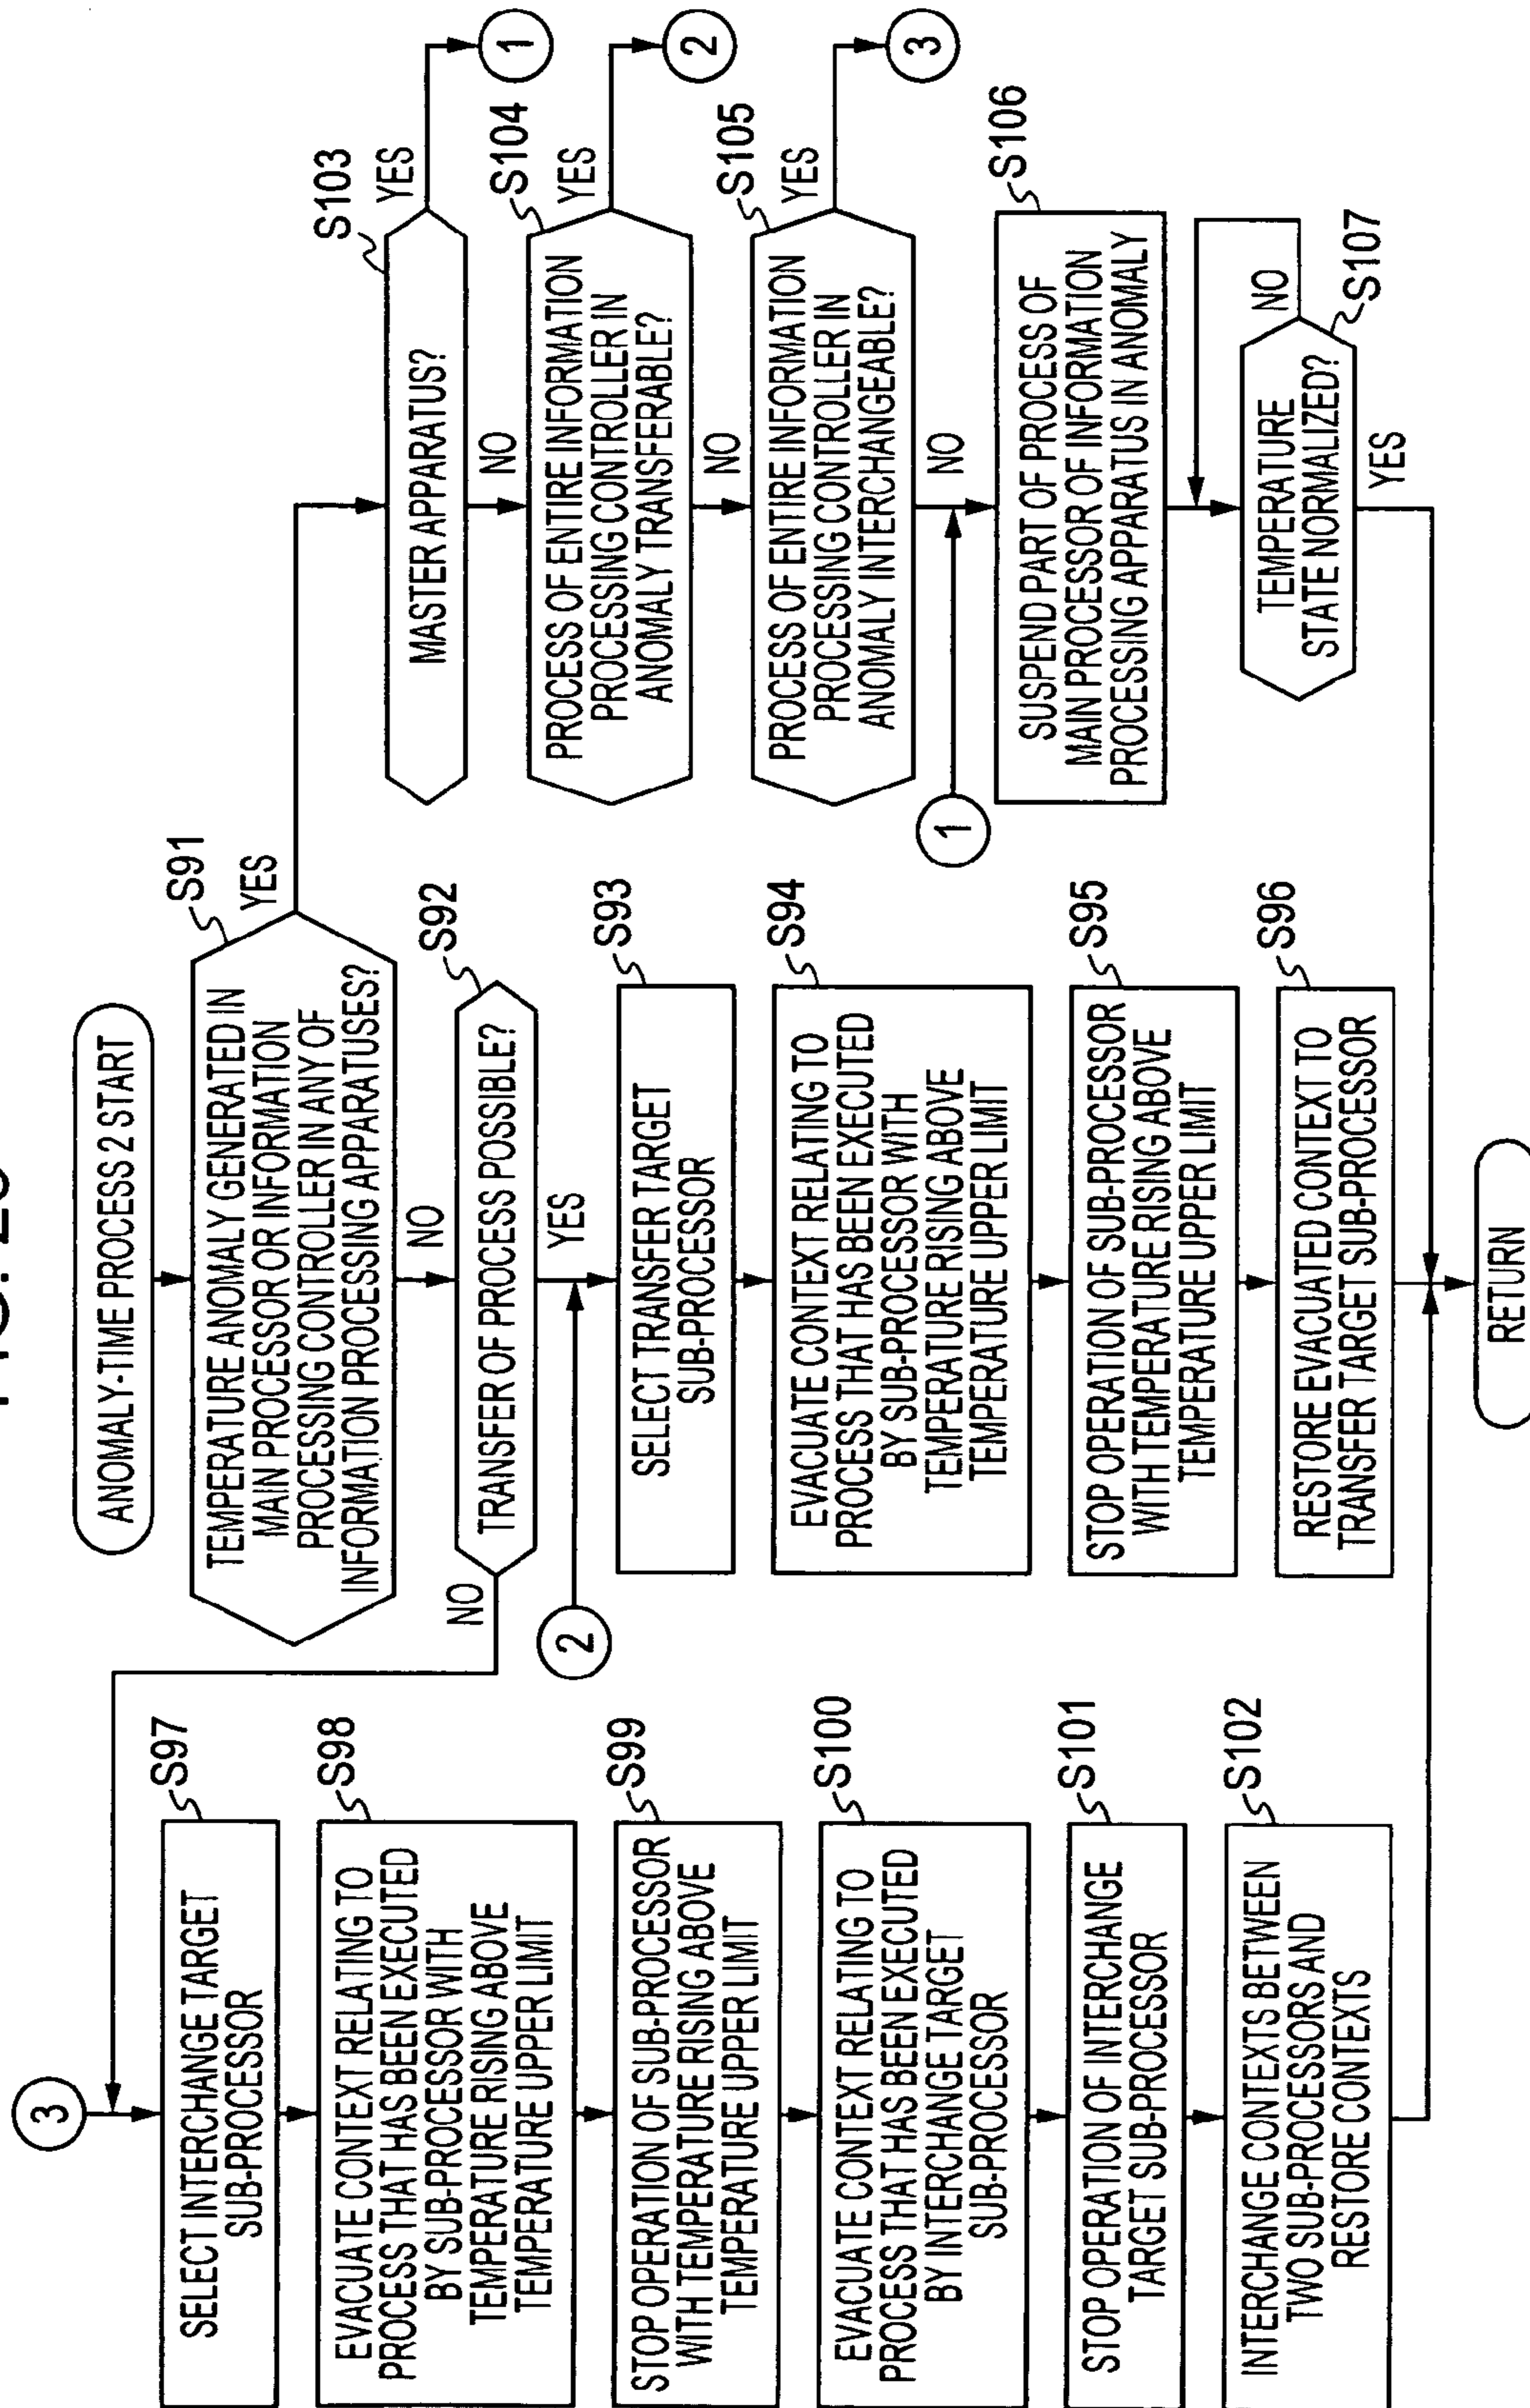 ANOMALY-TIME PROCESS 2 START
S91
TEMPERATURE ANOMALY GENERATED IN
MAIN PROCESSOR OR INFORMATION
PROCESSING CONTROLLER IN ANY OF
INFORMATION PROCESSING APPARATUSES?
YES
NO
S92
TRANSFER OF PROCESS POSSIBLE?
NO
YES
2
S93
SELECT TRANSFER TARGET
SUB-PROCESSOR
S94
EVACUATE CONTEXT RELATING TO
PROCESS THAT HAS BEEN EXECUTED
BY SUB-PROCESSOR WITH
TEMPERATURE RISING ABOVE
TEMPERATURE UPPER LIMIT
S95
STOP OPERATION OF SUB-PROCESSOR
WITH TEMPERATURE RISING ABOVE
TEMPERATURE UPPER LIMIT
S96
RESTORE EVACUATED CONTEXT TO
TRANSFER TARGET SUB-PROCESSOR
3
S97
SELECT INTERCHANGE TARGET
SUB-PROCESSOR
S98
EVACUATE CONTEXT RELATING TO
PROCESS THAT HAS BEEN EXECUTED
BY SUB-PROCESSOR WITH
TEMPERATURE RISING ABOVE
TEMPERATURE UPPER LIMIT
S99
STOP OPERATION OF SUB-PROCESSOR
WITH TEMPERATURE RISING ABOVE
TEMPERATURE UPPER LIMIT
S100
EVACUATE CONTEXT RELATING TO
PROCESS THAT HAS BEEN EXECUTED
BY INTERCHANGE TARGET
SUB-PROCESSOR
S101
STOP OPERATION OF INTERCHANGE
TARGET SUB-PROCESSOR
S102
INTERCHANGE CONTEXTS BETWEEN
TWO SUB-PROCESSORS AND
RESTORE CONTEXTS
S103
MASTER APPARATUS?
YES
1
NO
S104
PROCESS OF ENTIRE INFORMATION
PROCESSING CONTROLLER IN
ANOMALY TRANSFERABLE?
YES
2
NO
S105
PROCESS OF ENTIRE INFORMATION
PROCESSING CONTROLLER IN
ANOMALY INTERCHANGEABLE?
YES
3
NO
1
S106
SUSPEND PART OF PROCESS OF
MAIN PROCESSOR OF INFORMATION
PROCESSING APPARATUS IN ANOMALY
S107
TEMPERATURE
STATE NORMALIZED?
NO
YES
RETURN